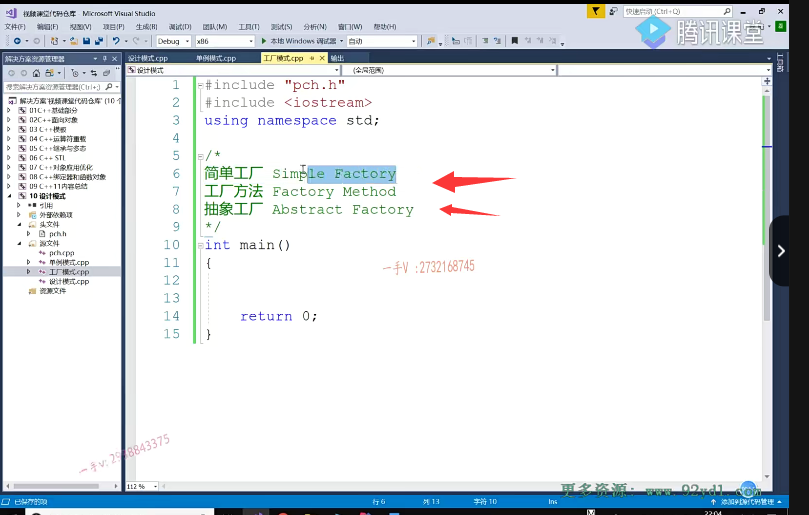 视频课堂代码仓库 - Microsoft Visual Studio
快速启动 (Ctrl+Q)
文件(F) 编辑(E) 视图(V) 项目(P) 生成(B) 调试(D) 团队(M) 工具(T) 测试(S) 分析(N) 窗口(W) 帮助(H)
腾讯课堂
Debug x86 本地 Windows 调试器 自动
解决方案资源管理器
设计模式.cpp 单例模式.cpp 工厂模式.cpp 输出
设计模式 (全局范围)
搜索解决方案资源管理器(Ctrl+;)
解决方案'视频课堂代码仓库' (10 个
01C++基础部分
02C++面向对象
03 C++模板
04 C++运算符重载
05 C++继承与多态
06 C++ STL
07 C++对象应用优化
08 C++绑定器和函数对象
09 C++11内容总结
10 设计模式
引用
外部依赖项
头文件
pch.h
源文件
pch.cpp
单例模式.cpp
工厂模式.cpp
设计模式.cpp
资源文件
1 #include "pch.h"
2 #include <iostream>
3 using namespace std;
4
5 /*
6 简单工厂 Simple Factory
7 工厂方法 Factory Method
8 抽象工厂 Abstract Factory
9 */
10 int main()
11 {
12
13
14 return 0;
15 }
一手V :2732168745
112 %
更多资源: www.92yd1.com
已保存的项 行 6 列 13 字符 10 Ins 添加到源代码管理
22:04